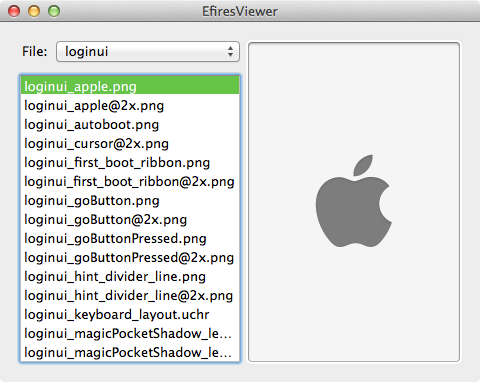 EfiresViewer
File: loginui
loginui_apple.png
loginui_apple@2x.png
loginui_autoboot.png
loginui_cursor@2x.png
loginui_first_boot_ribbon.png
loginui_first_boot_ribbon@2x.png
loginui_goButton.png
loginui_goButton@2x.png
loginui_goButtonPressed.png
loginui_goButtonPressed@2x.png
loginui_hint_divider_line.png
loginui_hint_divider_line@2x.png
loginui_keyboard_layout.uchr
loginui_magicPocketShadow_le...
loginui_magicPocketShadow_le...